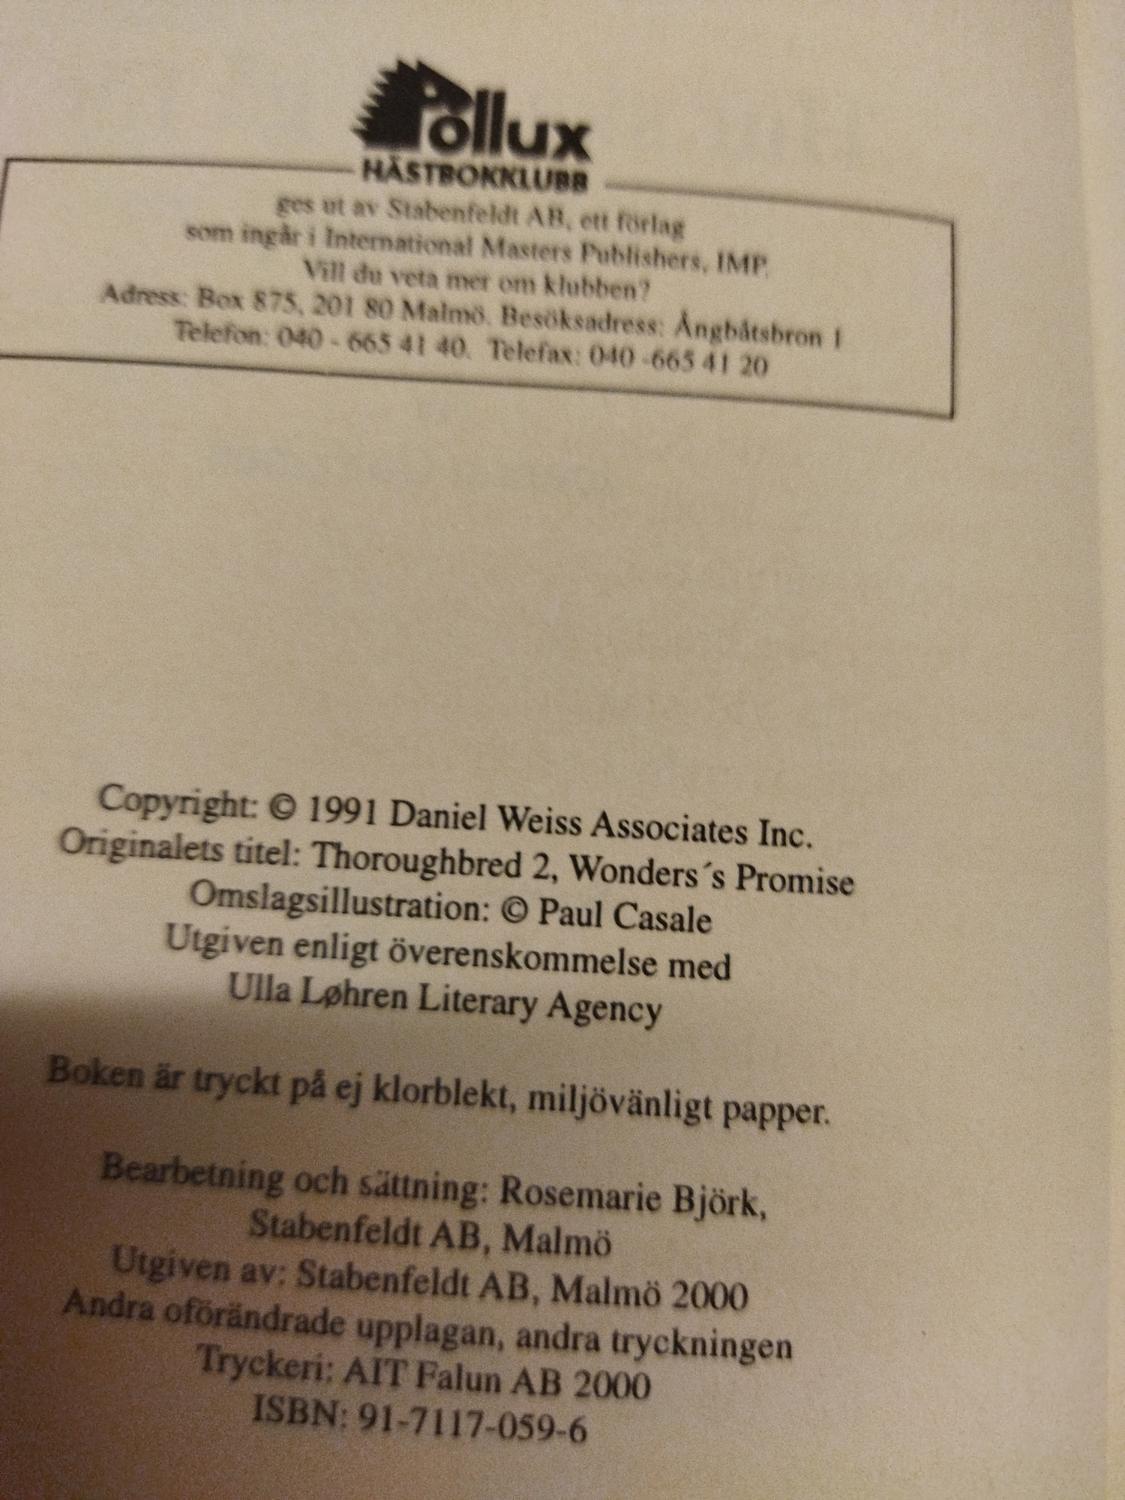 Pollux
HÄSTBOKKLUBB
ges ut av Stabenfeldt AB, ett förlag
som ingår i International Masters Publishers, IMP.
Vill du veta mer om klubben?
Adress: Box 875, 201 80 Malmö. Besöksadress: Ångbåtsbron 1
Telefon: 040 - 665 41 40. Telefax: 040 -665 41 20
Copyright: © 1991 Daniel Weiss Associates Inc.
Originalets titel: Thoroughbred 2, Wonders´s Promise
Omslagsillustration: © Paul Casale
Utgiven enligt överenskommelse med
Ulla Løhren Literary Agency
Boken är tryckt på ej klorblekt, miljövänligt papper.
Bearbetning och sättning: Rosemarie Björk,
Stabenfeldt AB, Malmö
Utgiven av: Stabenfeldt AB, Malmö 2000
Andra oförändrade upplagan, andra tryckningen
Tryckeri: AIT Falun AB 2000
ISBN: 91-7117-059-6